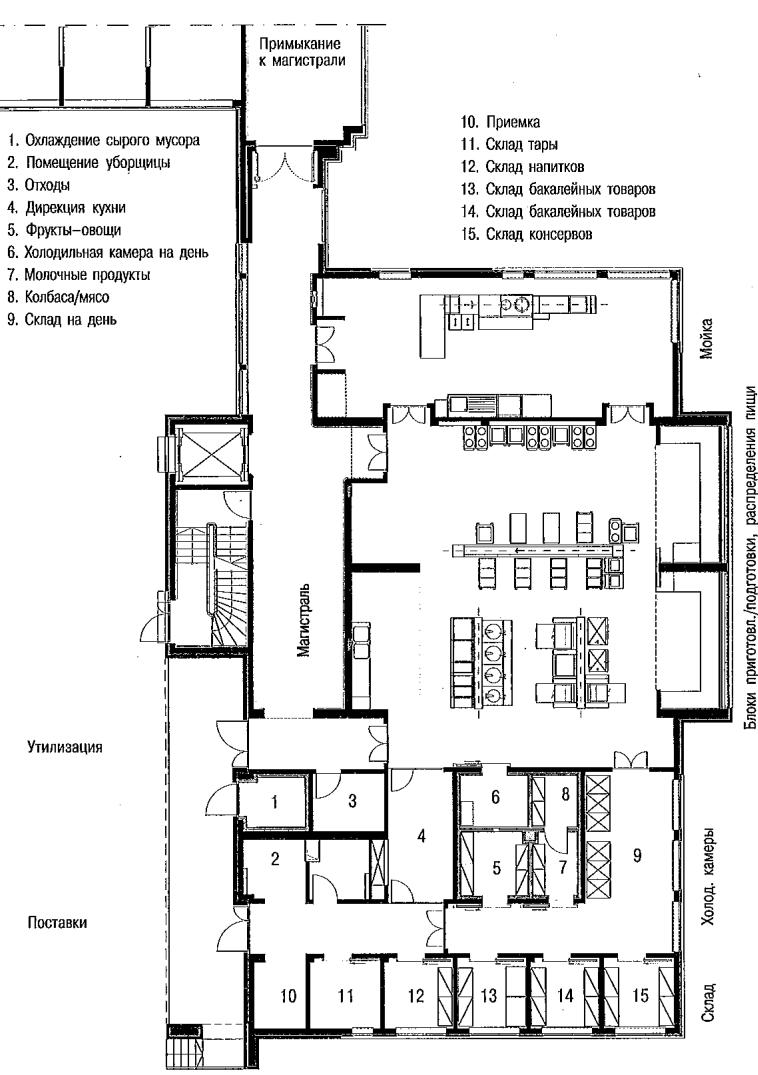 Примыкание
к магистрали
1. Охлаждение сырого мусора
2. Помещение уборщицы
3. Отходы
4. Дирекция кухни
5. Фрукты-овощи
6. Холодильная камера на день
7. Молочные продукты
8. Колбаса/мясо
9. Склад на день
10. Приемка
11. Склад тары
12. Склад напитков
13. Склад бакалейных товаров
14. Склад бакалейных товаров
15. Склад консервов
Мойка
Блоки приготовл./подготовки, распределения пищи
Магистраль
Утилизация
1
3
6
8
4
9
2
5
7
Холод. камеры
Поставки
10
11
12
13
14
15
Склад